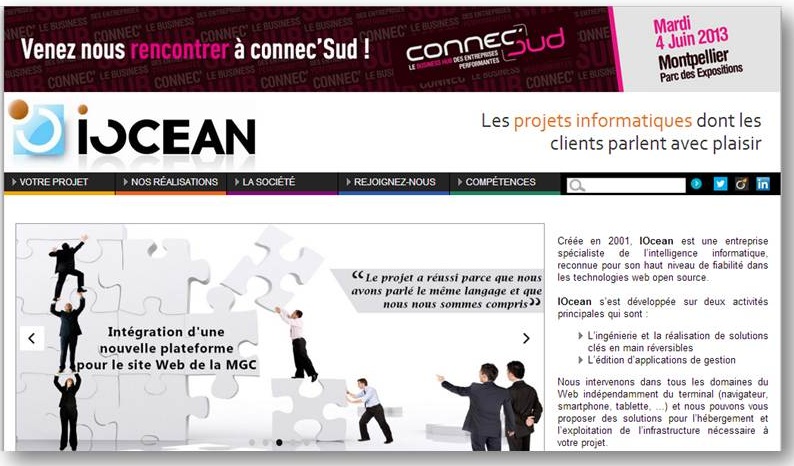 Venez nous rencontrer à connec'Sud !
CONNEC'Sud
LE BUSINESS HUB DES ENTREPRISES
PERFORMANTES
Mardi
4 Juin 2013
Montpellier
Parc des Expositions
iOCEAN
Les projets informatiques dont les
clients parlent avec plaisir
VOTRE PROJET
NOS RÉALISATIONS
LA SOCIÉTÉ
REJOIGNEZ-NOUS
COMPÉTENCES
in
Intégration d'une
nouvelle plateforme
pour le site Web de la MGC
“Le projet a réussi parce que nous
avons parlé le même langage et que
nous nous sommes compris”
Créée en 2001, IOcean est une entreprise
spécialiste de l'intelligence informatique,
reconnue pour son haut niveau de fiabilité dans
les technologies web open source.
IOcean s'est développée sur deux activités
principales qui sont :
L'ingénierie et la réalisation de solutions
clés en main réversibles
L'édition d'applications de gestion
Nous intervenons dans tous les domaines du
Web indépendamment du terminal (navigateur,
smartphone, tablette, ...) et nous pouvons vous
proposer des solutions pour l'hébergement et
l'exploitation de l'infrastructure nécessaire à
votre projet.